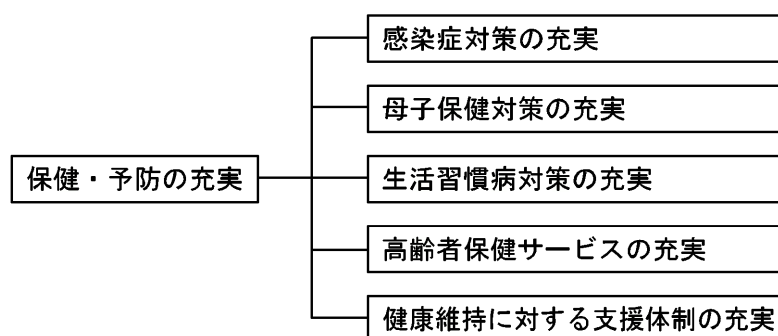 感染症対策の充実
母子保健対策の充実
保健・予防の充実
生活習慣病対策の充実
高齢者保健サービスの充実
健康維持に対する支援体制の充実